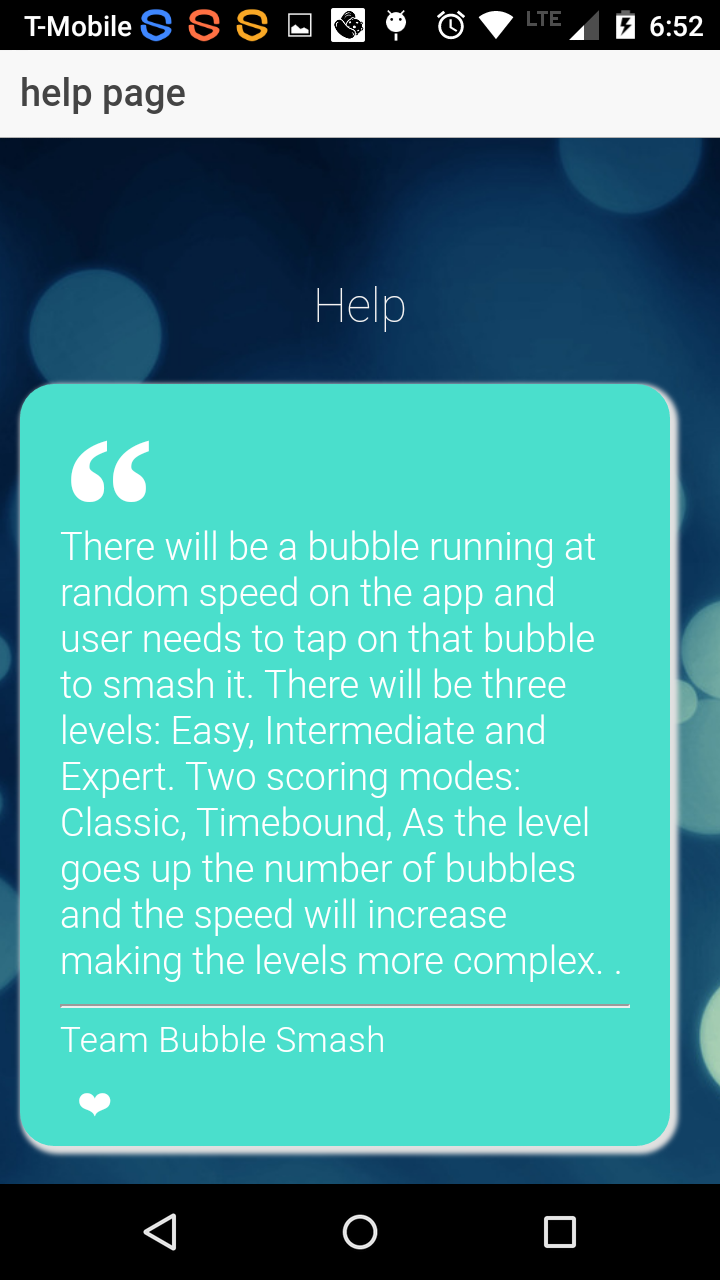 T-Mobile LTE 6:52
help page
Help
“
There will be a bubble running at
random speed on the app and
user needs to tap on that bubble
to smash it. There will be three
levels: Easy, Intermediate and
Expert. Two scoring modes:
Classic, Timebound, As the level
goes up the number of bubbles
and the speed will increase
making the levels more complex. .
Team Bubble Smash
❤